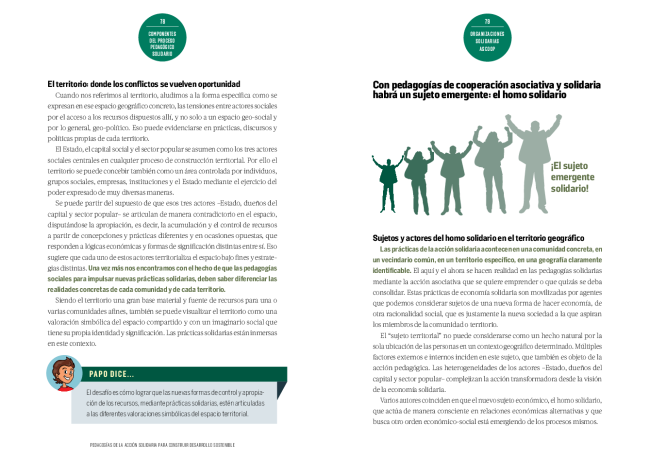 78
COMPONENTES
DEL PROCESO
PEDAGÓGICO
SOLIDARIO
El territorio: donde los conflictos se vuelven oportunidad
Cuando nos referimos al territorio, aludimos a la forma específica como se
expresan en ese espacio geográfico concreto, las tensiones entre actores sociales
por el acceso a los recursos dispuestos allí, y no solo a un espacio geo-social y
por lo general, geo-político. Eso puede evidenciarse en prácticas, discursos y
políticas propias de cada territorio.
El Estado, el capital social y el sector popular se asumen como los tres actores
sociales centrales en cualquier proceso de construcción territorial. Por ello el
territorio se puede concebir también como un área controlada por individuos,
grupos sociales, empresas, instituciones y el Estado mediante el ejercicio del
poder expresado de muy diversas maneras.
Se puede partir del supuesto de que esos tres actores –Estado, dueños del
capital y sector popular– se articulan de manera contradictoria en el espacio,
disputándose la apropiación, es decir, la acumulación y el control de recursos
a partir de concepciones y prácticas diferentes y en ocasiones opuestas, que
responden a lógicas económicas y formas de significación distintas entre sí. Eso
sugiere que cada uno de estos actores territorializa el espacio bajo fines y estrate-
gias distintas. Una vez más nos encontramos con el hecho de que las pedagogías
sociales para impulsar nuevas prácticas solidarias, deben saber diferenciar las
realidades concretas de cada comunidad y de cada territorio.
Siendo el territorio una gran base material y fuente de recursos para una o
varias comunidades afines, también se puede visualizar el territorio como una
valoración simbólica del espacio compartido y con un imaginario social que
tiene su propia identidad y significación. Las prácticas solidarias están inmersas
en este contexto.
PAPO DICE...
El desafío es cómo lograr que las nuevas formas de control y apropia-
ción de los recursos, mediante prácticas solidarias, estén articuladas
a las diferentes valoraciones simbólicas del espacio territorial.
PEDAGOGÍAS DE LA ACCIÓN SOLIDARIA PARA CONSTRUIR DESARROLLO SOSTENIBLE
79
ORGANIZACIONES
SOLIDARIAS
ASCOOP
Con pedagogías de cooperación asociativa y solidaria
habrá un sujeto emergente: el homo solidario
¡El sujeto
emergente
solidario!
Sujetos y actores del homo solidario en el territorio geográfico
Las prácticas de la acción solidaria acontecen en una comunidad concreta, en
un vecindario común, en un territorio específico, en una geografía claramente
identificable. El aquí y el ahora se hacen realidad en las pedagogías solidarias
mediante la acción asociativa que se quiere emprender o que quizás se deba
consolidar. Estas prácticas de economía solidaria son movilizadas por agentes
que podemos considerar sujetos de una nueva forma de hacer economía, de
otra racionalidad social, que es justamente la nueva sociedad a la que aspiran
los miembros de la comunidad o territorio.
El “sujeto territorial” no puede considerarse como un hecho natural por la
sola ubicación de las personas en un contexto geográfico determinado. Múltiples
factores externos e internos inciden en este sujeto, que también es objeto de la
acción pedagógica. Las heterogeneidades de los actores –Estado, dueños del
capital y sector popular– complejizan la acción transformadora desde la visión
de la economía solidaria.
Varios autores coinciden en que el nuevo sujeto económico, el homo solidario,
que actúa de manera consciente en relaciones económicas alternativas y que
busca otro orden económico-social está emergiendo de los procesos mismos.